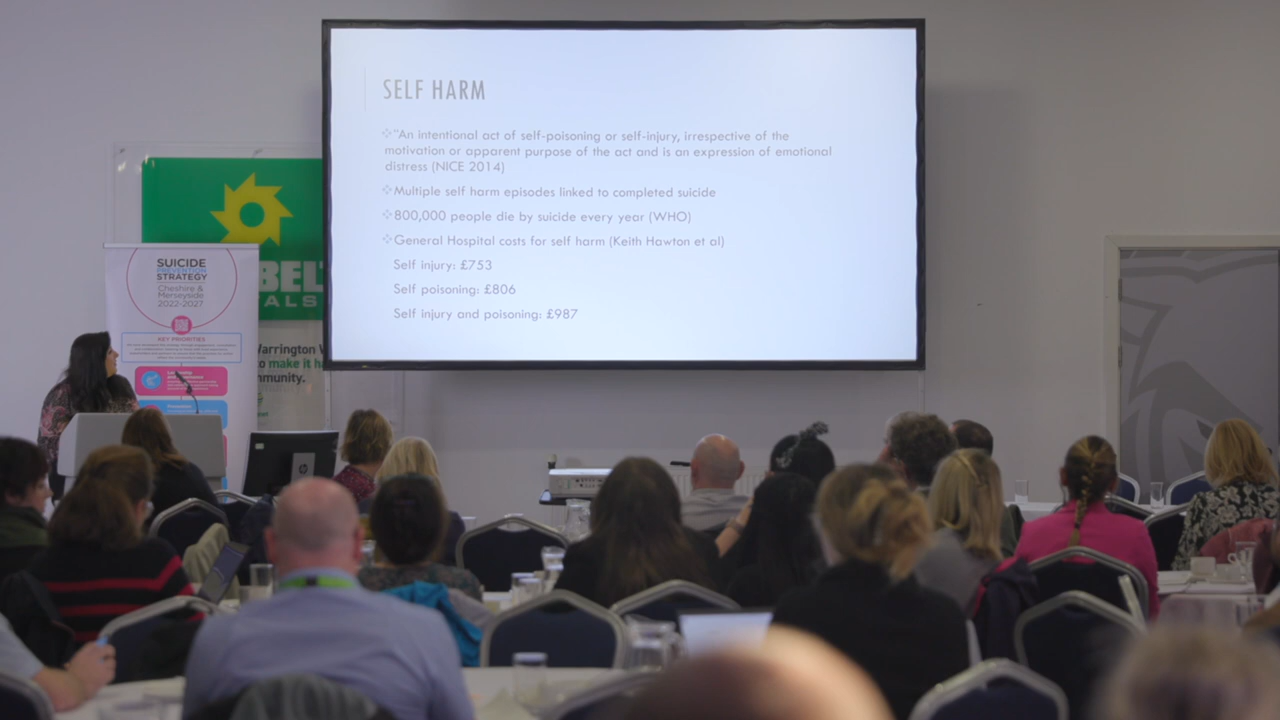 SELF HARM
"An intentional act of self-poisoning or self-injury, irrespective of the
motivation or apparent purpose of the act and is an expression of emotional
distress (NICE 2014)
Multiple self harm episodes linked to completed suicide
800,000 people die by suicide every year (WHO)
General Hospital costs for self harm (Keith Hawton et al)
Self injury: £753
Self poisoning: £806
Self injury and poisoning: £987
SUICIDE
PREVENTION
STRATEGY
Cheshire &
Merseyside
2022-2027
KEY PRIORITIES
BEL
ALS
Warrington
to make it
hp